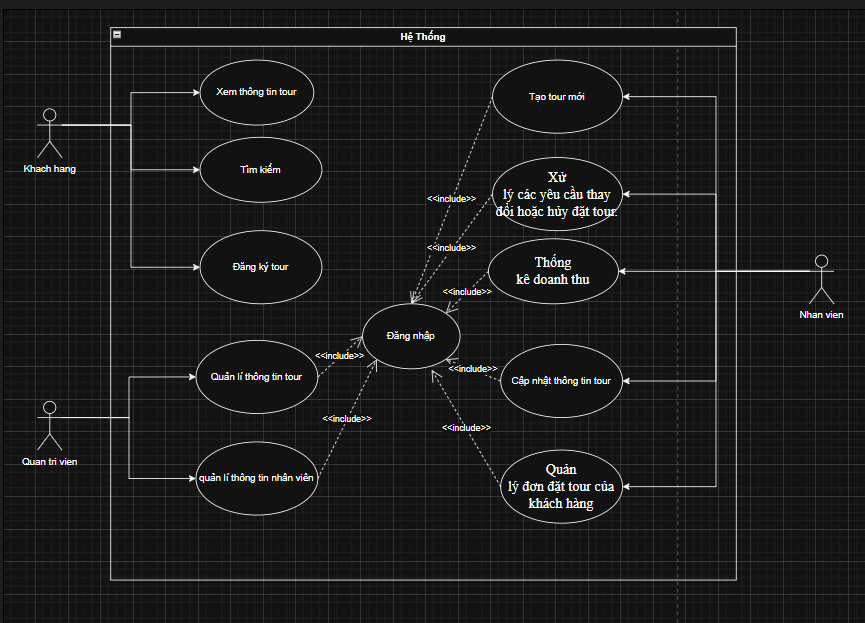 Hệ Thống
Xem thông tin tour
Tạo tour mới
Khach hang
Tìm kiếm
Xử
lý các yêu cầu thay
đổi hoặc hủy đặt tour.
<<include>>
<<include>>
Đăng ký tour
Thống
kê doanh thu
<<include>>
Nhan vien
Đăng nhập
<<include>>
Quản lí thông tin tour
<<include>>
Cập nhật thông tin tour
<<include>>
<<include>>
Quan tri vien
quản lí thông tin nhân viên
Quản
lý đơn đặt tour của
khách hàng